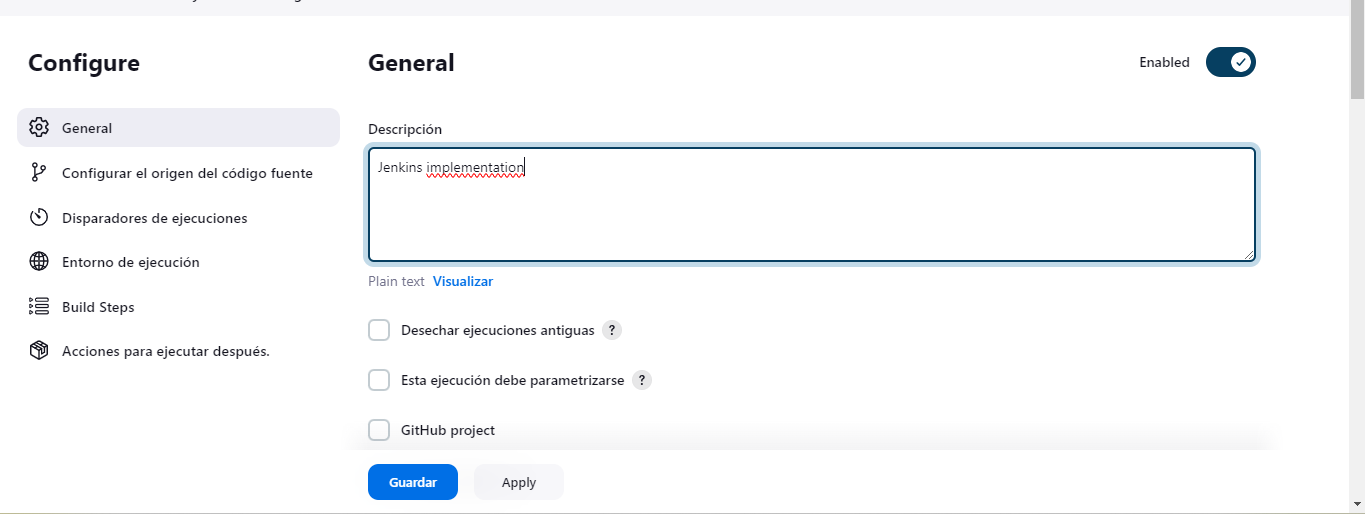 Configure
General
Configurar el origen del código fuente
Disparadores de ejecuciones
Entorno de ejecución
Build Steps
Acciones para ejecutar después.
General
Enabled
Descripción
Jenkins implementation
Plain text Visualizar
Desechar ejecuciones antiguas ?
Esta ejecución debe parametrizarse ?
GitHub project
Guardar Apply